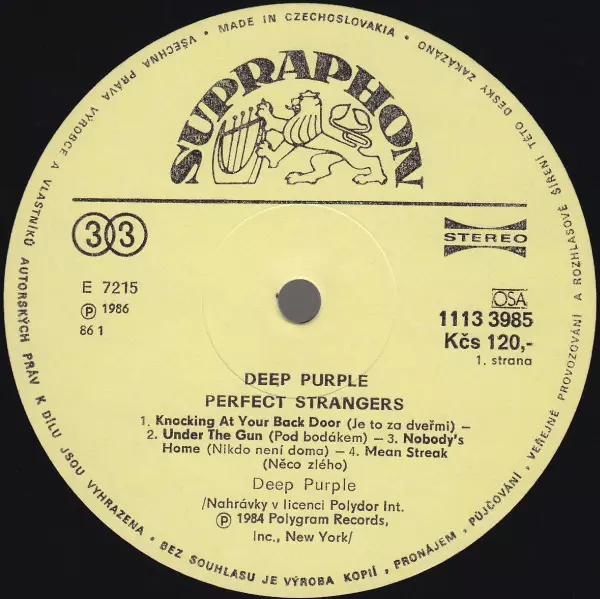 VŠECHNA PRÁVA VÝROBCE A VLASTNÍKŮ AUTORSKÝCH PRÁV K DÍLU JSOU VYHRAZENA • BEZ SOUHLASU JE VÝROBA KOPIÍ, PRONÁJEM, PŮJČOVÁNÍ, VEŘEJNÉ PROVOZOVÁNÍ A ROZHLASOVÉ ŠÍŘENÍ TÉTO DESKY ZAKÁZÁNO • MADE IN CZECHOSLOVAKIA •
SUPRAPHON
33
STEREO
E 7215
Ⓟ 1986
86 1
OSA
1113 3985
Kčs 120,-
1. strana
DEEP PURPLE
PERFECT STRANGERS
1. Knocking At Your Back Door (Je to za dveřmi) –
2. Under The Gun (Pod bodákem) – 3. Nobody's
Home (Nikdo není doma) – 4. Mean Streak
(Něco zlého)
Deep Purple
/Nahrávky v licenci Polydor Int.
Ⓟ 1984 Polygram Records,
Inc., New York/